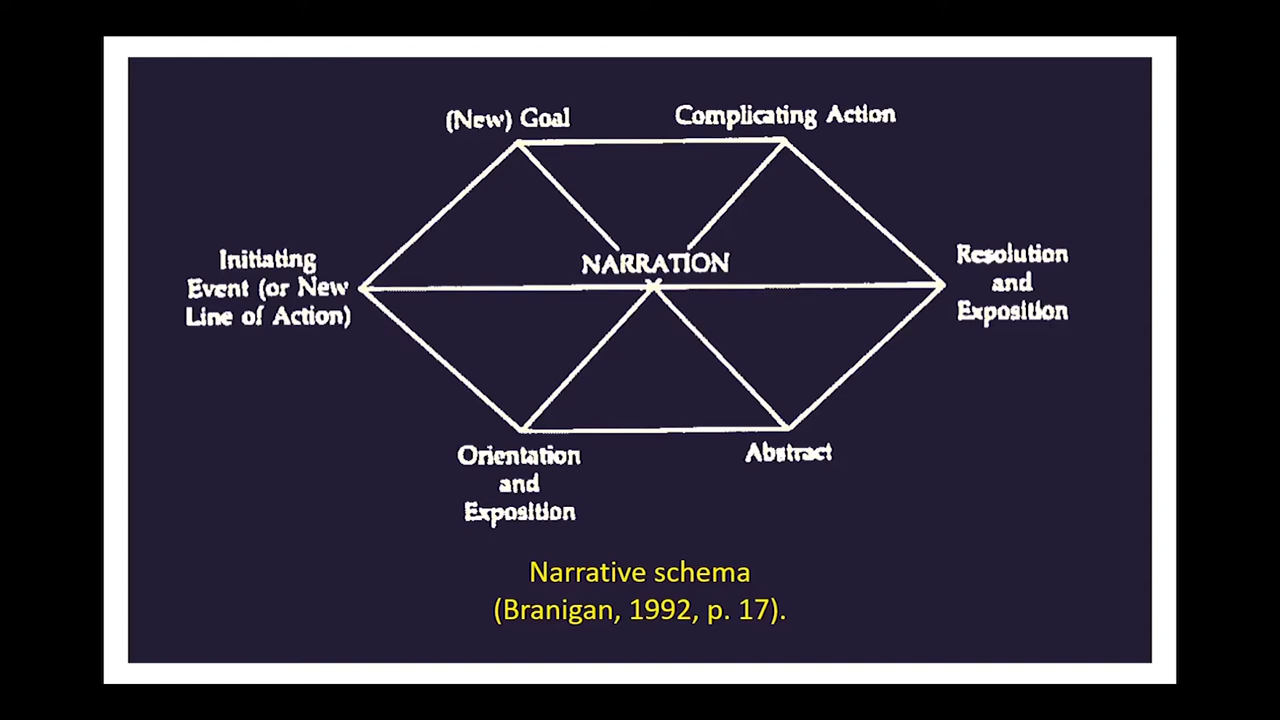 (New) Goal
Complicating Action
Initiating
Event (or New
Line of Action)
NARRATION
Resolution
and
Exposition
Orientation
and
Exposition
Abstract
Narrative schema
(Branigan, 1992, p. 17).